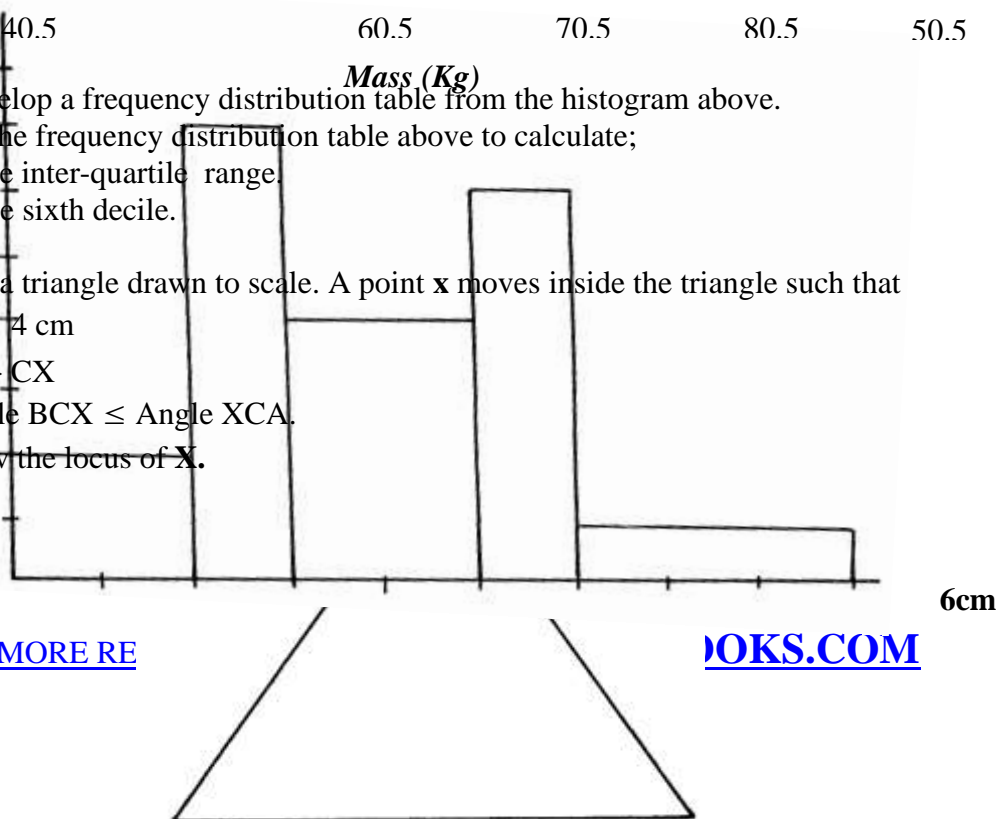 40.5 60.5 70.5 80.5 50.5
Mass (Kg)
elop a frequency distribution table from the histogram above.
he frequency distribution table above to calculate;
e inter-quartile range.
e sixth decile.
a triangle drawn to scale. A point x moves inside the triangle such that
4 cm
CX
le BCX ≤ Angle XCA.
the locus of X.
6cm
MORE RE OOKS.COM